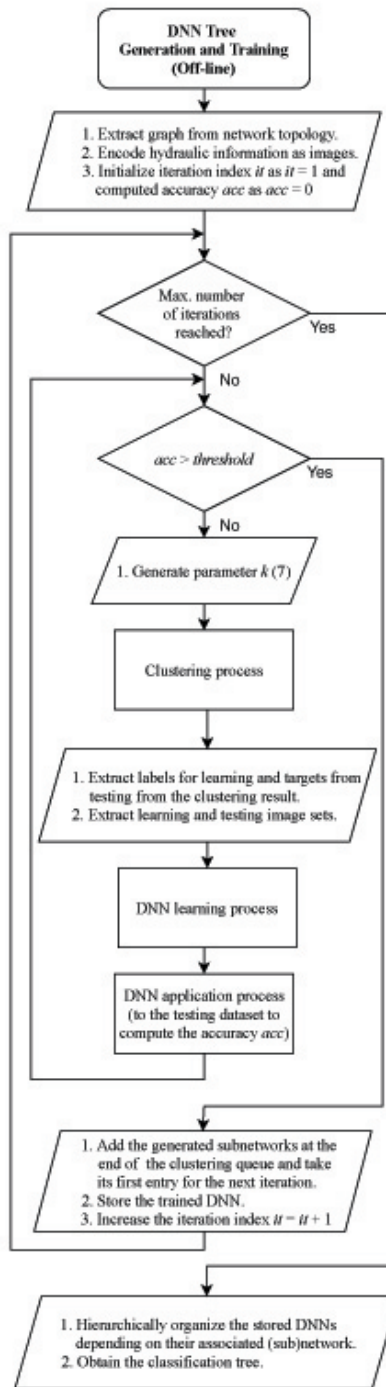 DNN Tree
Generation and Training
(Off-line)
1. Extract graph from network topology.
2. Encode hydraulic information as images.
3. Initialize iteration index it as it = 1 and
computed accuracy acc as acc = 0
Max. number
of iterations
reached?
Yes
No
acc > threshold
Yes
No
1. Generate parameter k (7)
Clustering process
1. Extract labels for learning and targets from
testing from the clustering result.
2. Extract learning and testing image sets.
DNN learning process
DNN application process
(to the testing dataset to
compute the accuracy acc)
1. Add the generated subnetworks at the
end of the clustering queue and take
its first entry for the next iteration.
2. Store the trained DNN.
3. Increase the iteration index it = it + 1
1. Hierarchically organize the stored DNNs
depending on their associated (sub)network.
2. Obtain the classification tree.